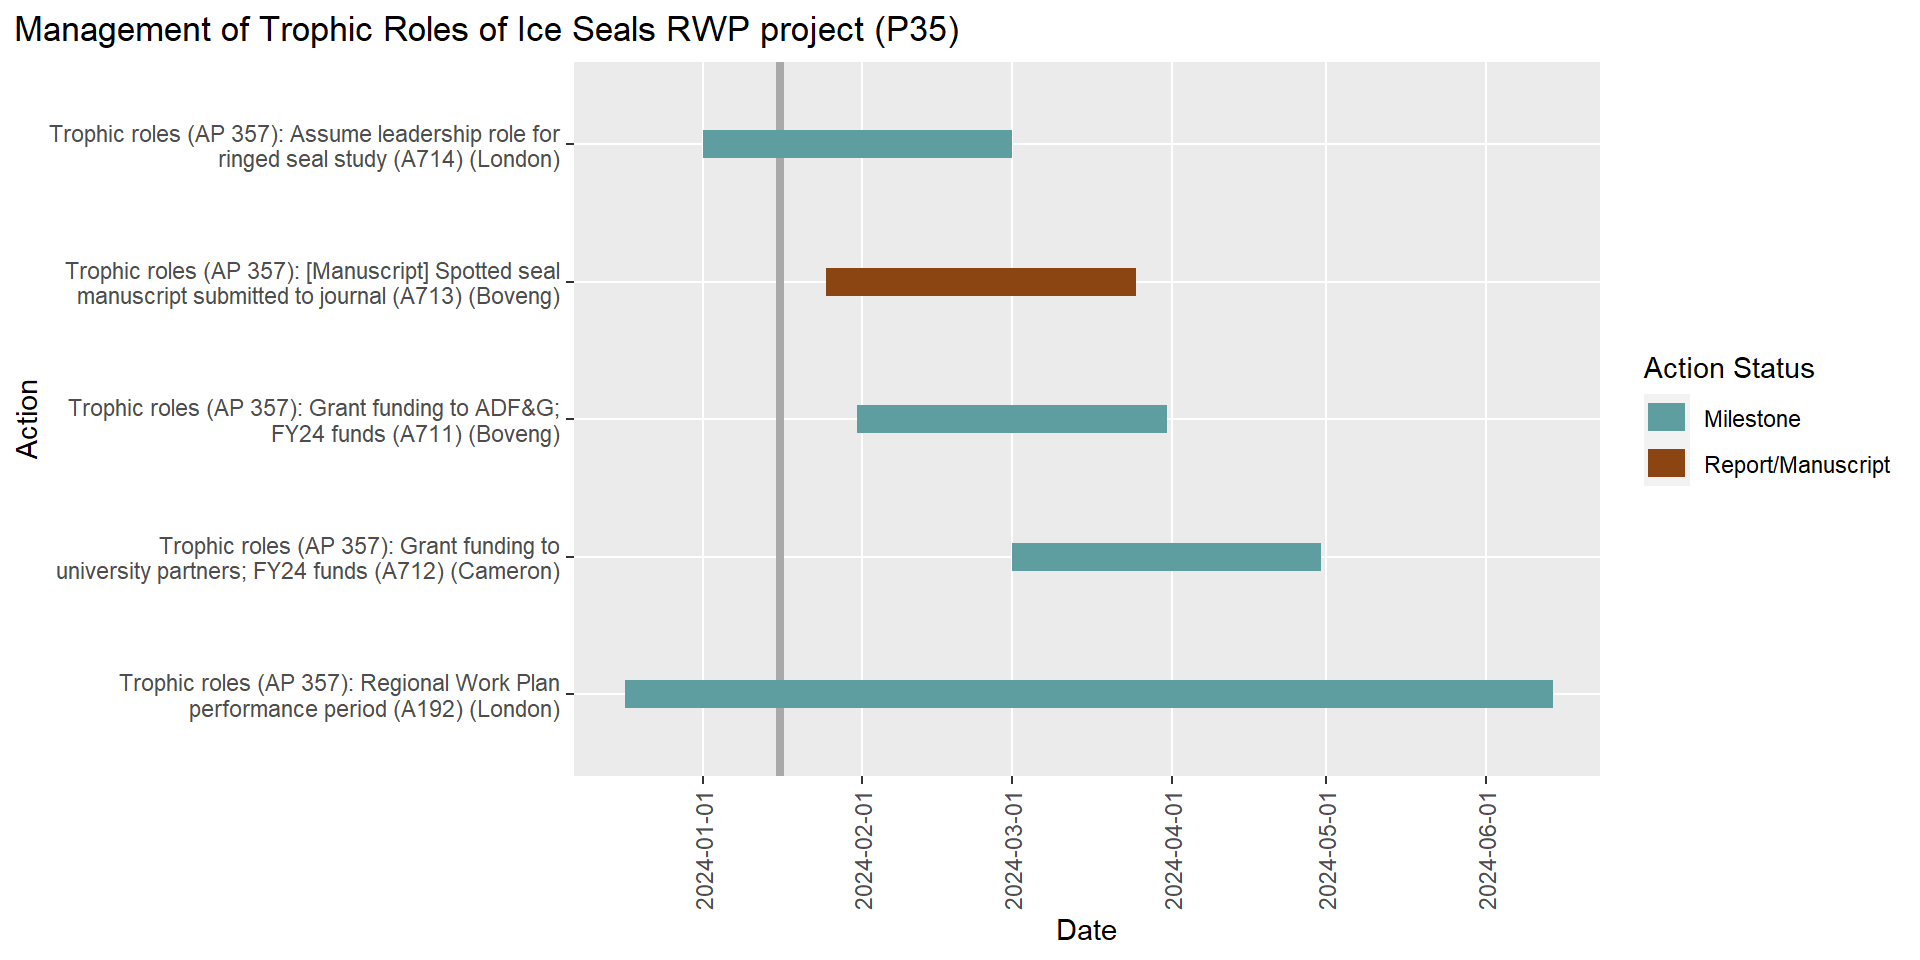 Management of Trophic Roles of Ice Seals RWP project (P35)
Trophic roles (AP 357): Assume leadership role for
ringed seal study (A714) (London)
Trophic roles (AP 357): [Manuscript] Spotted seal
manuscript submitted to journal (A713) (Boveng)
Trophic roles (AP 357): Grant funding to ADF&G;
FY24 funds (A711) (Boveng)
Trophic roles (AP 357): Grant funding to
university partners; FY24 funds (A712) (Cameron)
Trophic roles (AP 357): Regional Work Plan
performance period (A192) (London)
Action
2024-01-01
2024-02-01
2024-03-01
2024-04-01
2024-05-01
2024-06-01
Date
Action Status
Milestone
Report/Manuscript